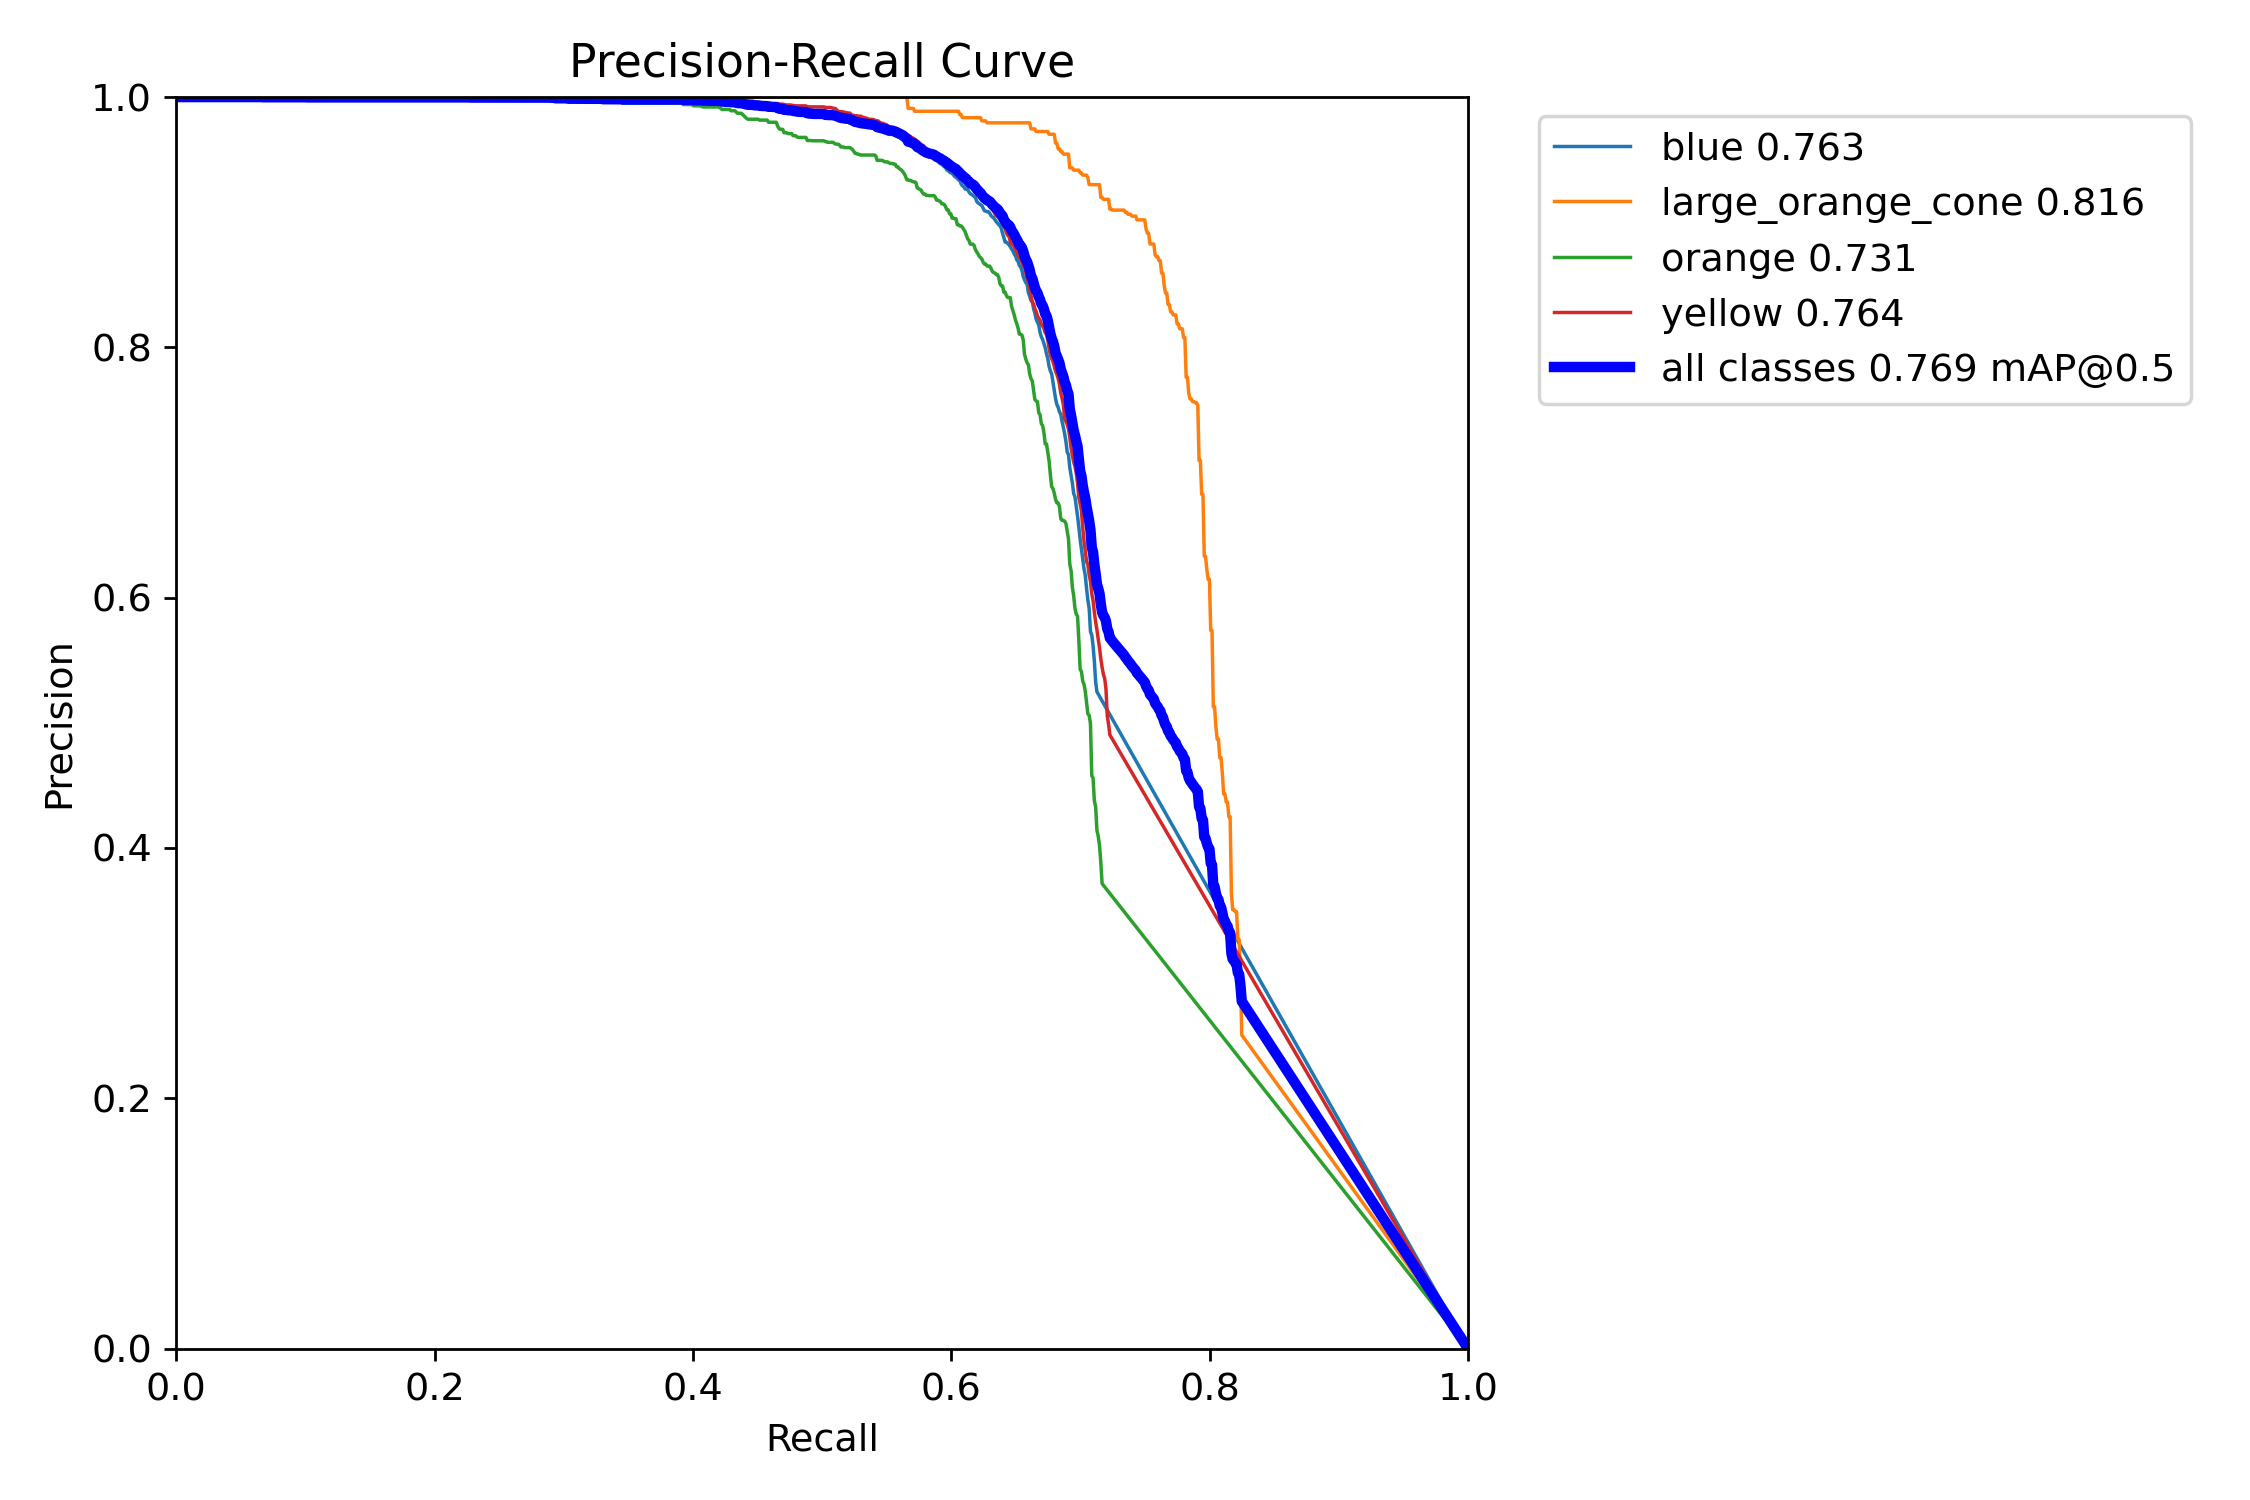 Precision-Recall Curve
1.0
0.8
0.6
0.4
0.2
0.0
Precision
0.0 0.2 0.4 0.6 0.8 1.0
Recall
blue 0.763
large_orange_cone 0.816
orange 0.731
yellow 0.764
all classes 0.769 mAP@0.5